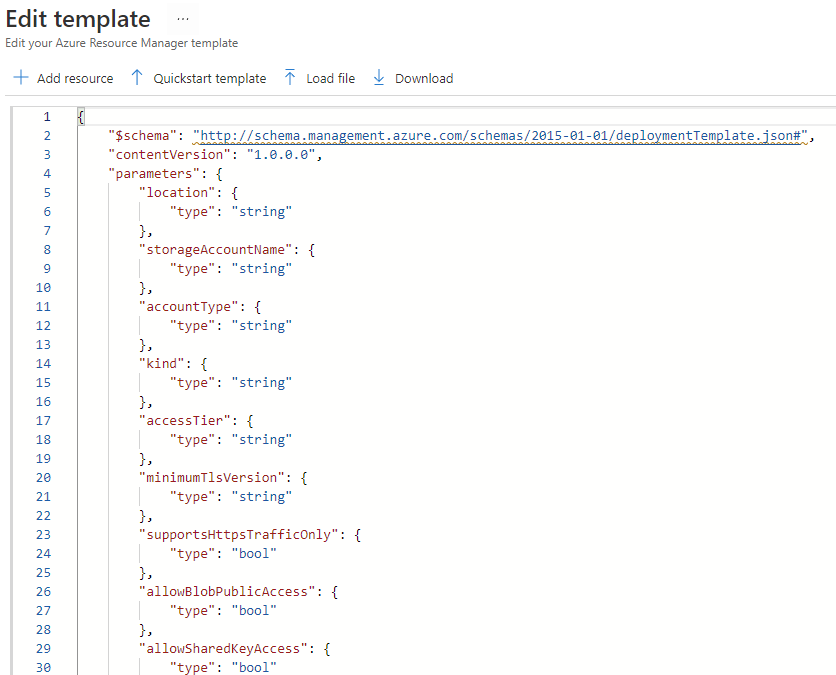 Edit template ...
Edit your Azure Resource Manager template
Add resource Quickstart template Load file Download
1 {
2 "$schema": "http://schema.management.azure.com/schemas/2015-01-01/deploymentTemplate.json#",
3 "contentVersion": "1.0.0.0",
4 "parameters": {
5 "location": {
6 "type": "string"
7 },
8 "storageAccountName": {
9 "type": "string"
10 },
11 "accountType": {
12 "type": "string"
13 },
14 "kind": {
15 "type": "string"
16 },
17 "accessTier": {
18 "type": "string"
19 },
20 "minimumTlsVersion": {
21 "type": "string"
22 },
23 "supportsHttpsTrafficOnly": {
24 "type": "bool"
25 },
26 "allowBlobPublicAccess": {
27 "type": "bool"
28 },
29 "allowSharedKeyAccess": {
30 "type": "bool"